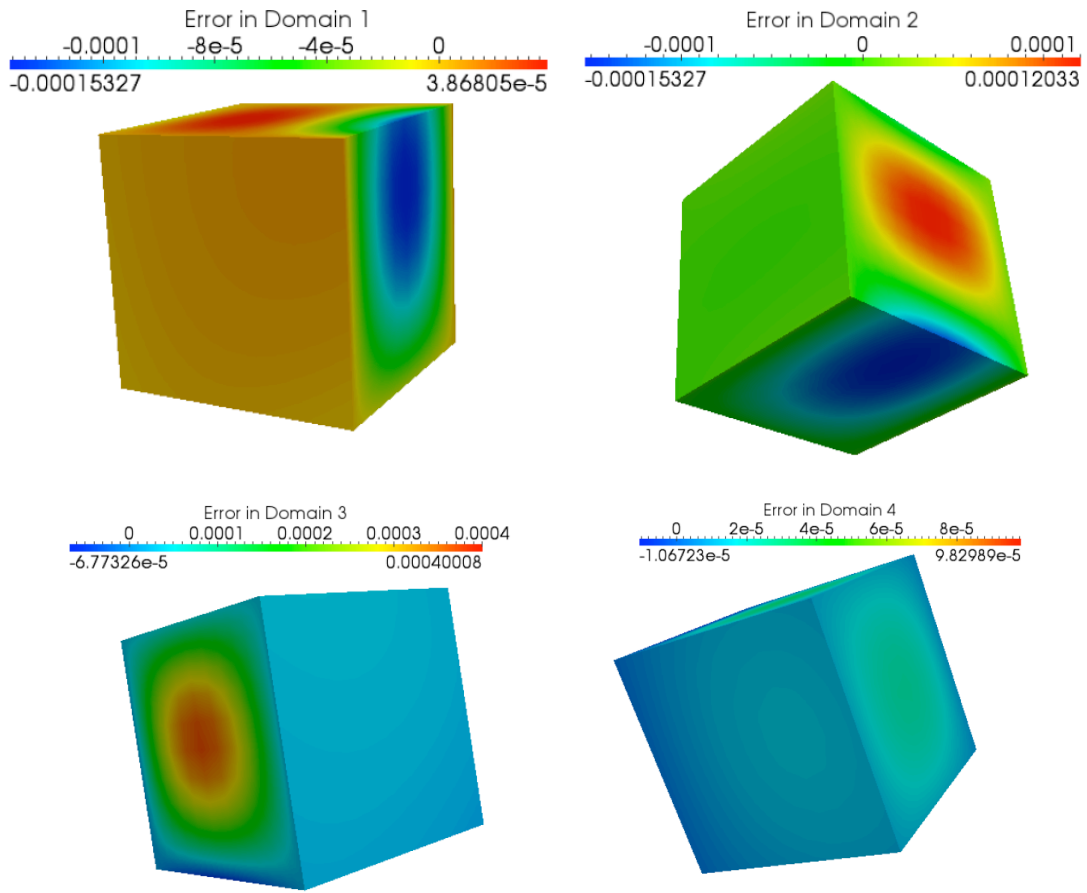 Error in Domain 1
-0.0001 -8e-5 -4e-5 0
-0.00015327 3.86805e-5
Error in Domain 2
-0.0001 0 0.0001
-0.00015327 0.00012033
Error in Domain 3
0 0.0001 0.0002 0.0003 0.0004
-6.77326e-5 0.00040008
Error in Domain 4
0 2e-5 4e-5 6e-5 8e-5
-1.06723e-5 9.82989e-5